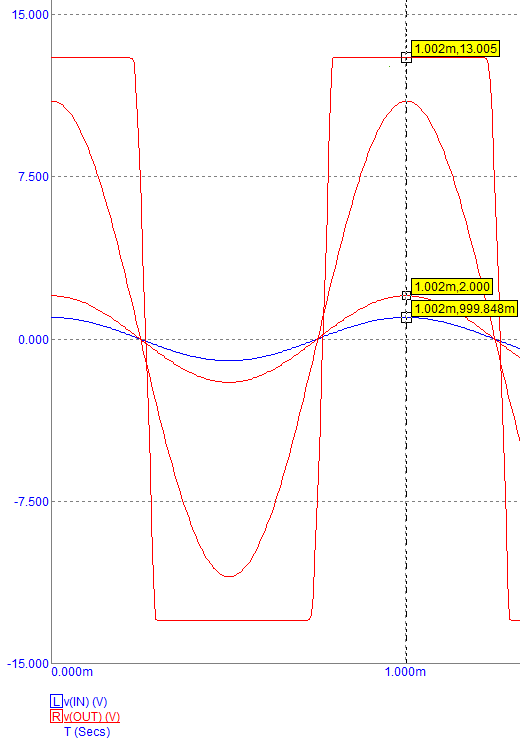 15.000
1.002m,13.005
7.500
1.002m,2.000
1.002m,999.848m
0.000
-7.500
-15.000
0.000m 1.000m
L v(IN) (V)
R v(OUT) (V)
T (Secs)